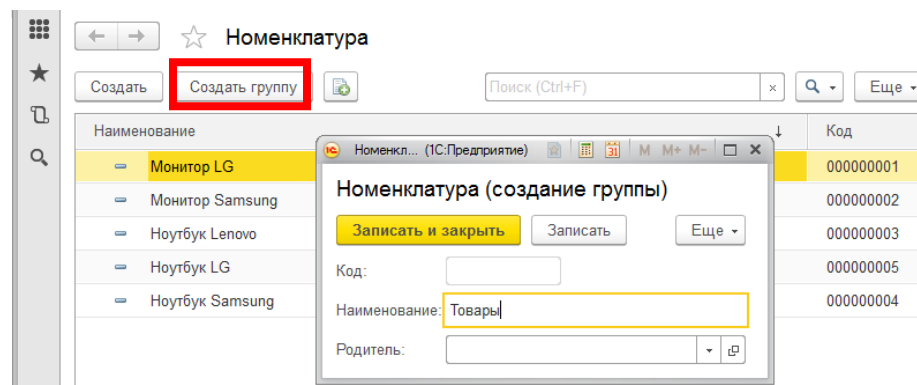 Номенклатура
Создать
Создать группу
Поиск (Ctrl+F)
×
Еще
Наименование
↓
Код
Монитор LG
000000001
Монитор Samsung
000000002
Ноутбук Lenovo
000000003
Ноутбук LG
000000005
Ноутбук Samsung
000000004
1С
Номенкл... (1С:Предприятие)
31
M M+ M-
Номенклатура (создание группы)
Записать и закрыть
Записать
Еще
Код:
Наименование: Товары
Родитель: